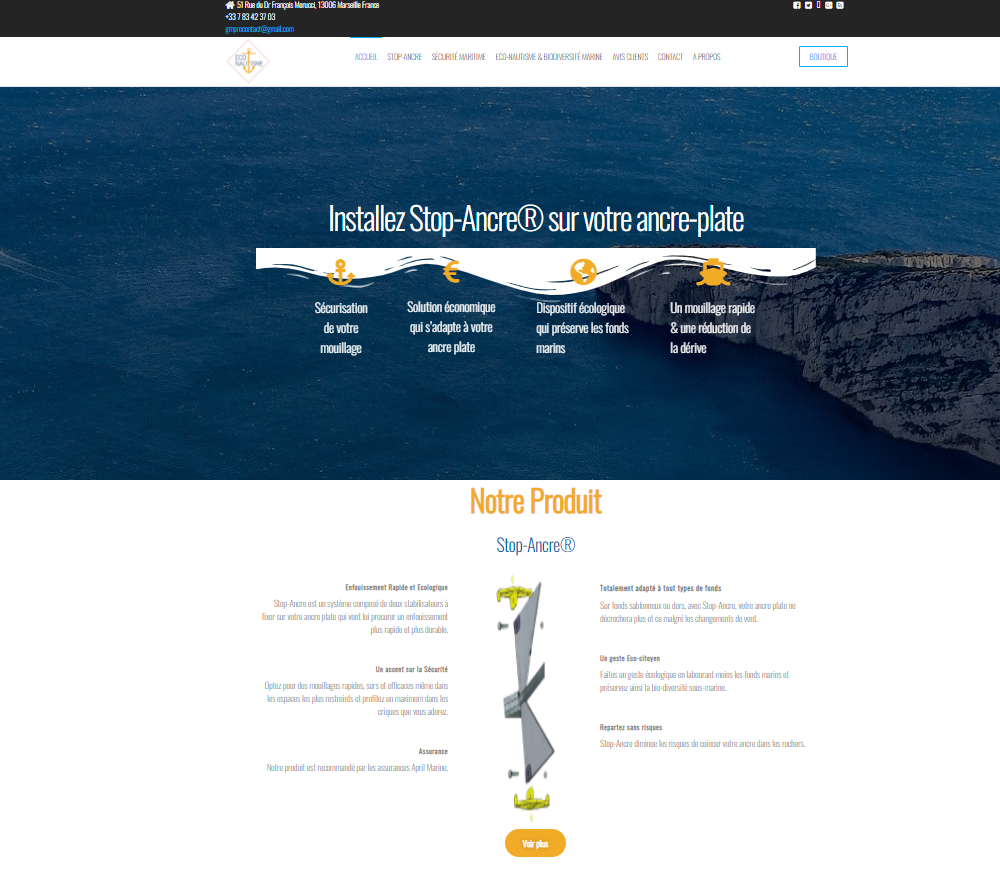 51 Rue du Dr François Morucci, 13006 Marseille France
+33 7 83 42 37 03
gmprocontact@gmail.com
ECO
NAUTISME
ACCUEIL STOP-ANCRE SÉCURITÉ MARITIME ECO-NAUTISME & BIODIVERSITÉ MARINE AVIS CLIENTS CONTACT A PROPOS
BOUTIQUE
Installez Stop-Ancre® sur votre ancre-plate
Sécurisation
de votre
mouillage
Solution économique
qui s'adapte à votre
ancre plate
Dispositif écologique
qui préserve les fonds
marins
Un mouillage rapide
& une réduction de
la dérive
Notre Produit
Stop-Ancre®
Enfouissement Rapide et Ecologique
Stop-Ancre est un système composé de deux stabilisateurs à
fixer sur votre ancre plate qui vont lui procurer un enfouissement
plus rapide et plus durable.
Un accent sur la Sécurité
Optez pour des mouillages rapides, surs et efficaces même dans
les espaces les plus restreints et profitez un maximum dans les
criques que vous adorez.
Assurance
Notre produit est recommandé par les assurances April Marine.
Totalement adapté à tout types de fonds
Sur fonds sablonneux ou durs, avec Stop-Ancre, votre ancre plate ne
décrochera plus et ce malgré les changements de vent.
Un geste Eco-citoyen
Faites en geste écologique en labourant moins les fonds marins et
préservez ainsi la bio-diversité sous-marine.
Repartez sans risques
Stop-Ancre diminue les risques de coincer votre ancre dans les rochers.
Voir plus